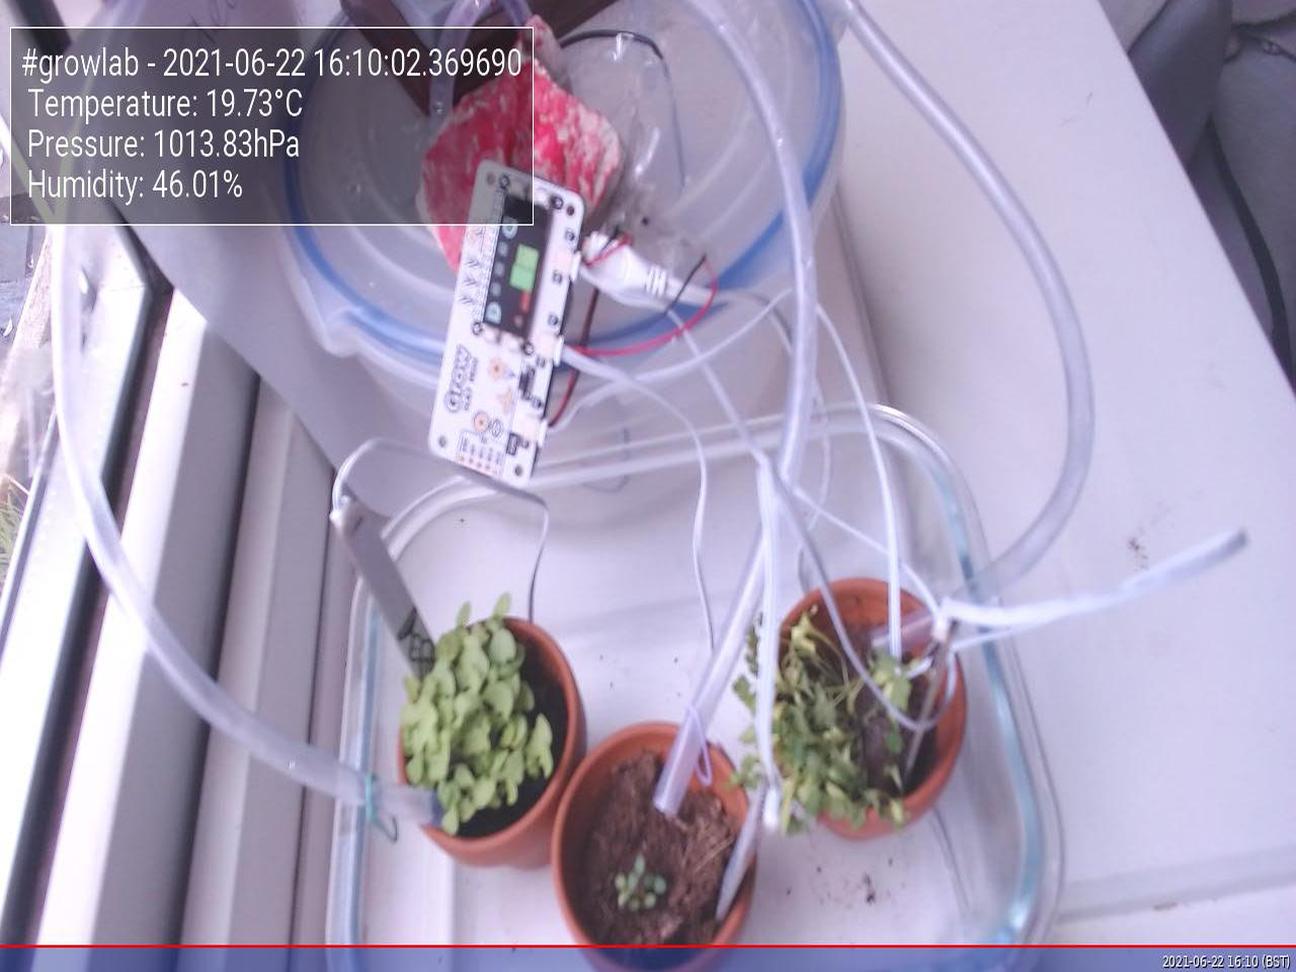 #growlab - 2021-06-22 16:10:02.369690
Temperature: 19.73°C
Pressure: 1013.83hPa
Humidity: 46.01%
GROW
2021-06-22 16:10 (BST)